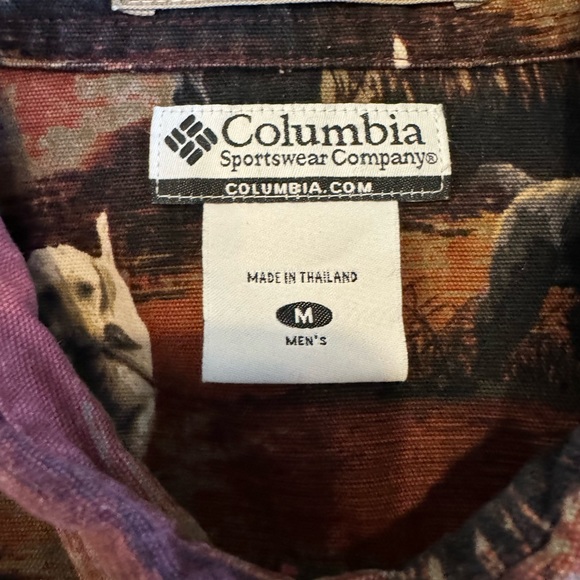 Columbia
Sportswear Company®
COLUMBIA.COM
MADE IN THAILAND
M
MEN'S